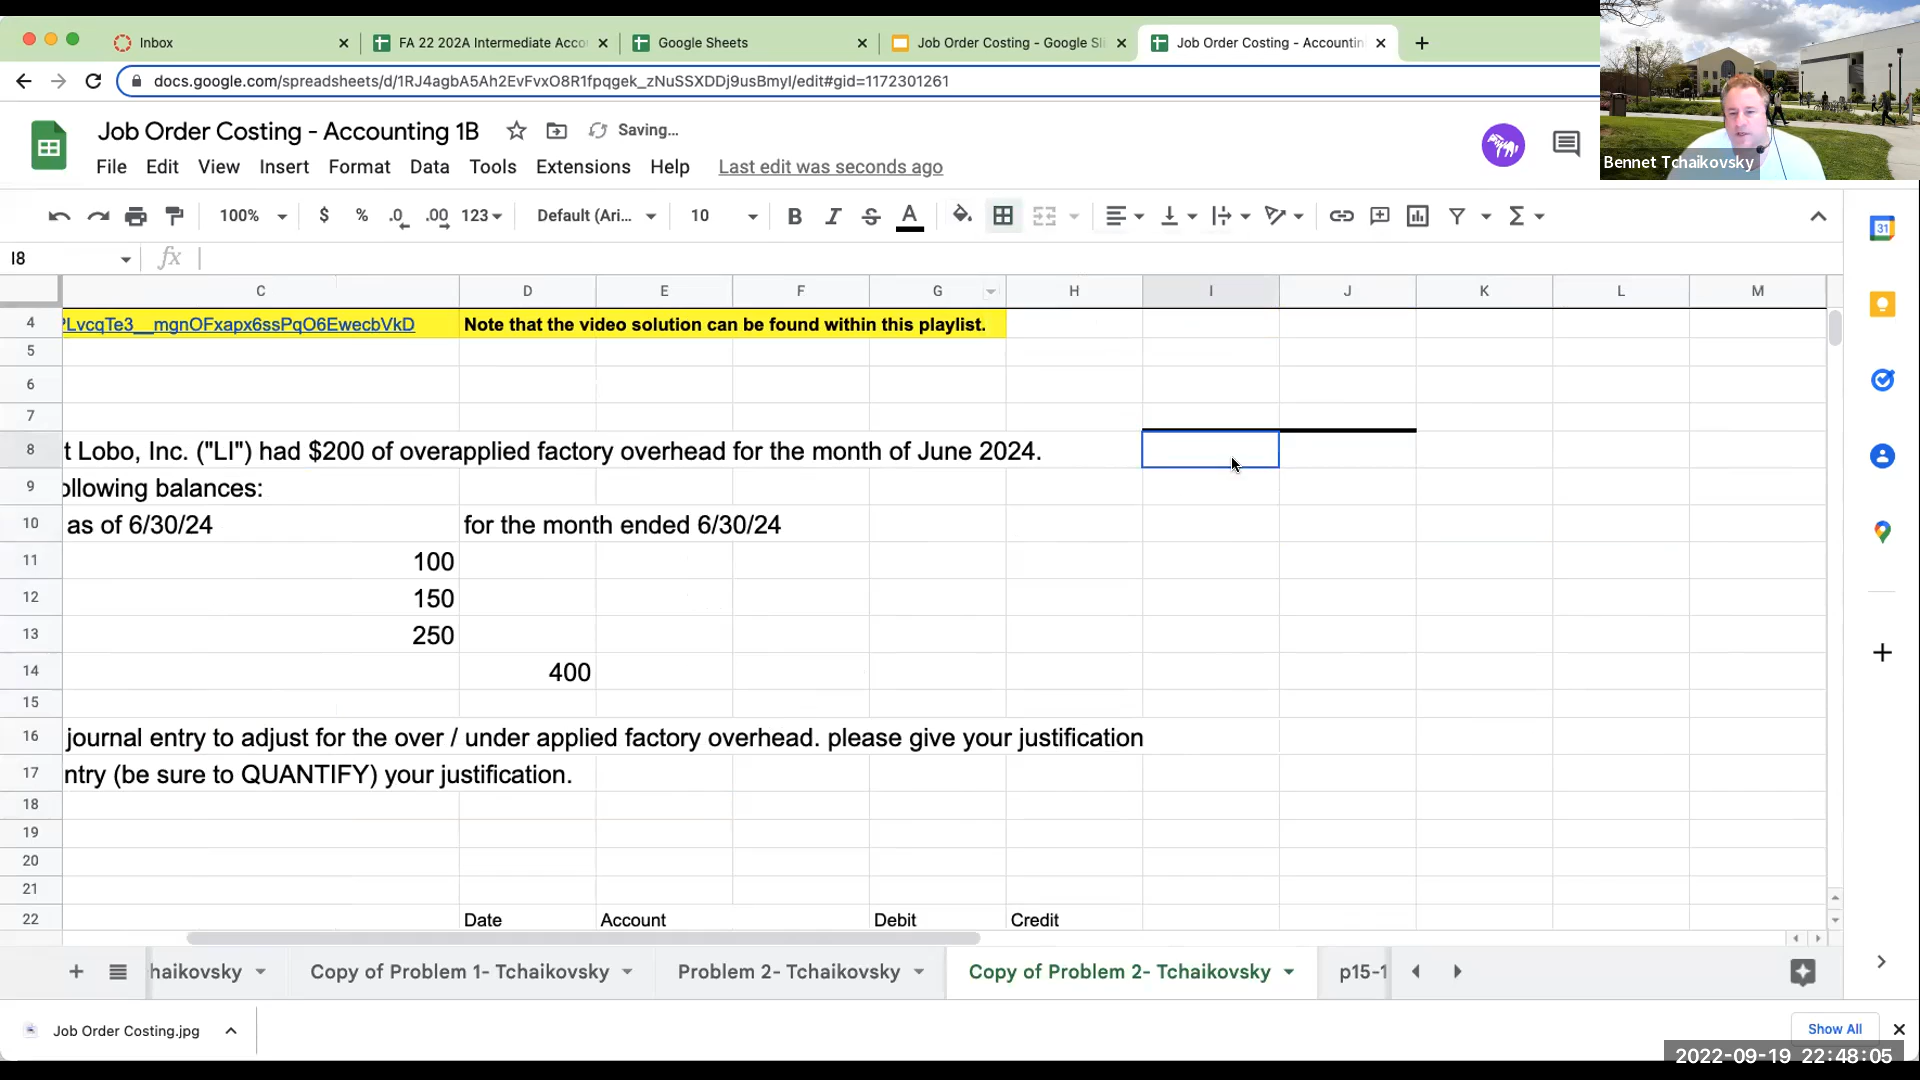 Inbox
FA 22 202A Intermediate Acco
Google Sheets
Job Order Costing - Google Sl
Job Order Costing - Accountin
docs.google.com/spreadsheets/d/1RJ4agbA5Ah2EvFvxO8R1fpqgek_zNuSSXDDj9usBmyI/edit#gid=1172301261
Bennet Tchaikovsky
Job Order Costing - Accounting 1B
Saving...
File Edit View Insert Format Data Tools Extensions Help Last edit was seconds ago
100% $ % .0 .00 123 Default (Ari... 10 B I S A
31
I8 fx
C D E F G H I J K L M
4 PLvcqTe3__mgnOFxapx6ssPqO6EwecbVkD Note that the video solution can be found within this playlist.
5
6
7
8 t Lobo, Inc. ("LI") had $200 of overapplied factory overhead for the month of June 2024.
9 ollowing balances:
10 as of 6/30/24 for the month ended 6/30/24
11 100
12 150
13 250
14 400
15
16 journal entry to adjust for the over / under applied factory overhead. please give your justification
17 ntry (be sure to QUANTIFY) your justification.
18
19
20
21
22 Date Account Debit Credit
haikovsky Copy of Problem 1- Tchaikovsky Problem 2- Tchaikovsky Copy of Problem 2- Tchaikovsky p15-1
Job Order Costing.jpg
Show All
2022-09-19 22:48:05